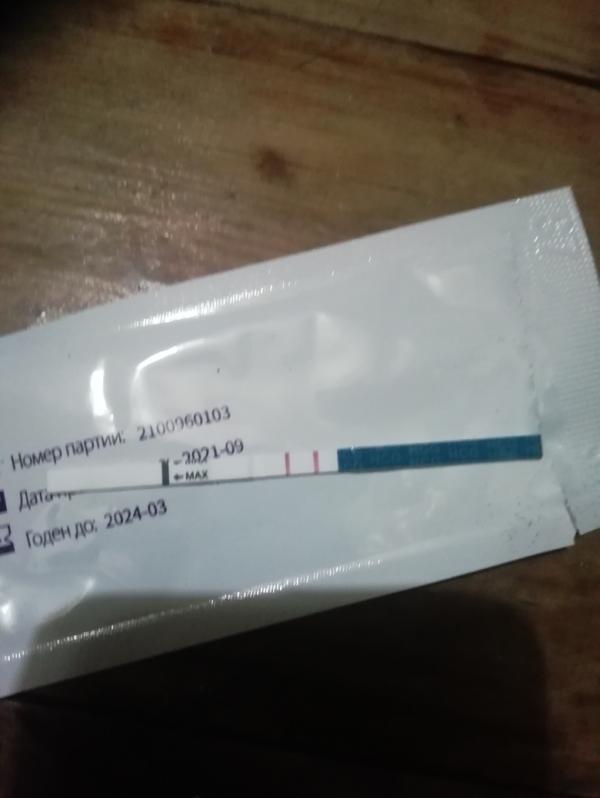 Номер партии: 2100960103
Дата 2021-09
MAX
Годен до: 2024-03